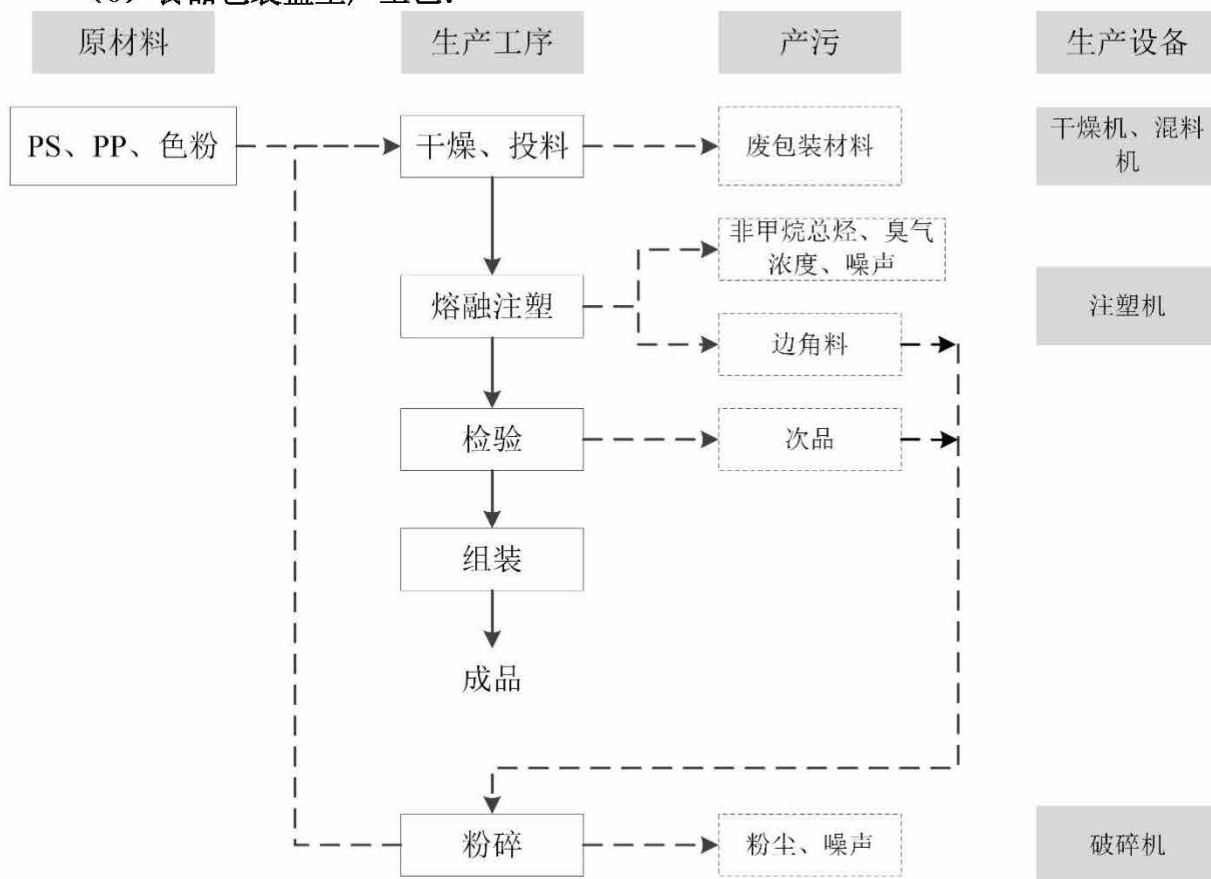 原材料
生产工序
产污
生产设备
PS、PP、色粉
干燥、投料
废包装材料
干燥机、混料
机
非甲烷总烃、臭气
浓度、噪声
熔融注塑
注塑机
边角料
检验
次品
组装
成品
粉碎
粉尘、噪声
破碎机